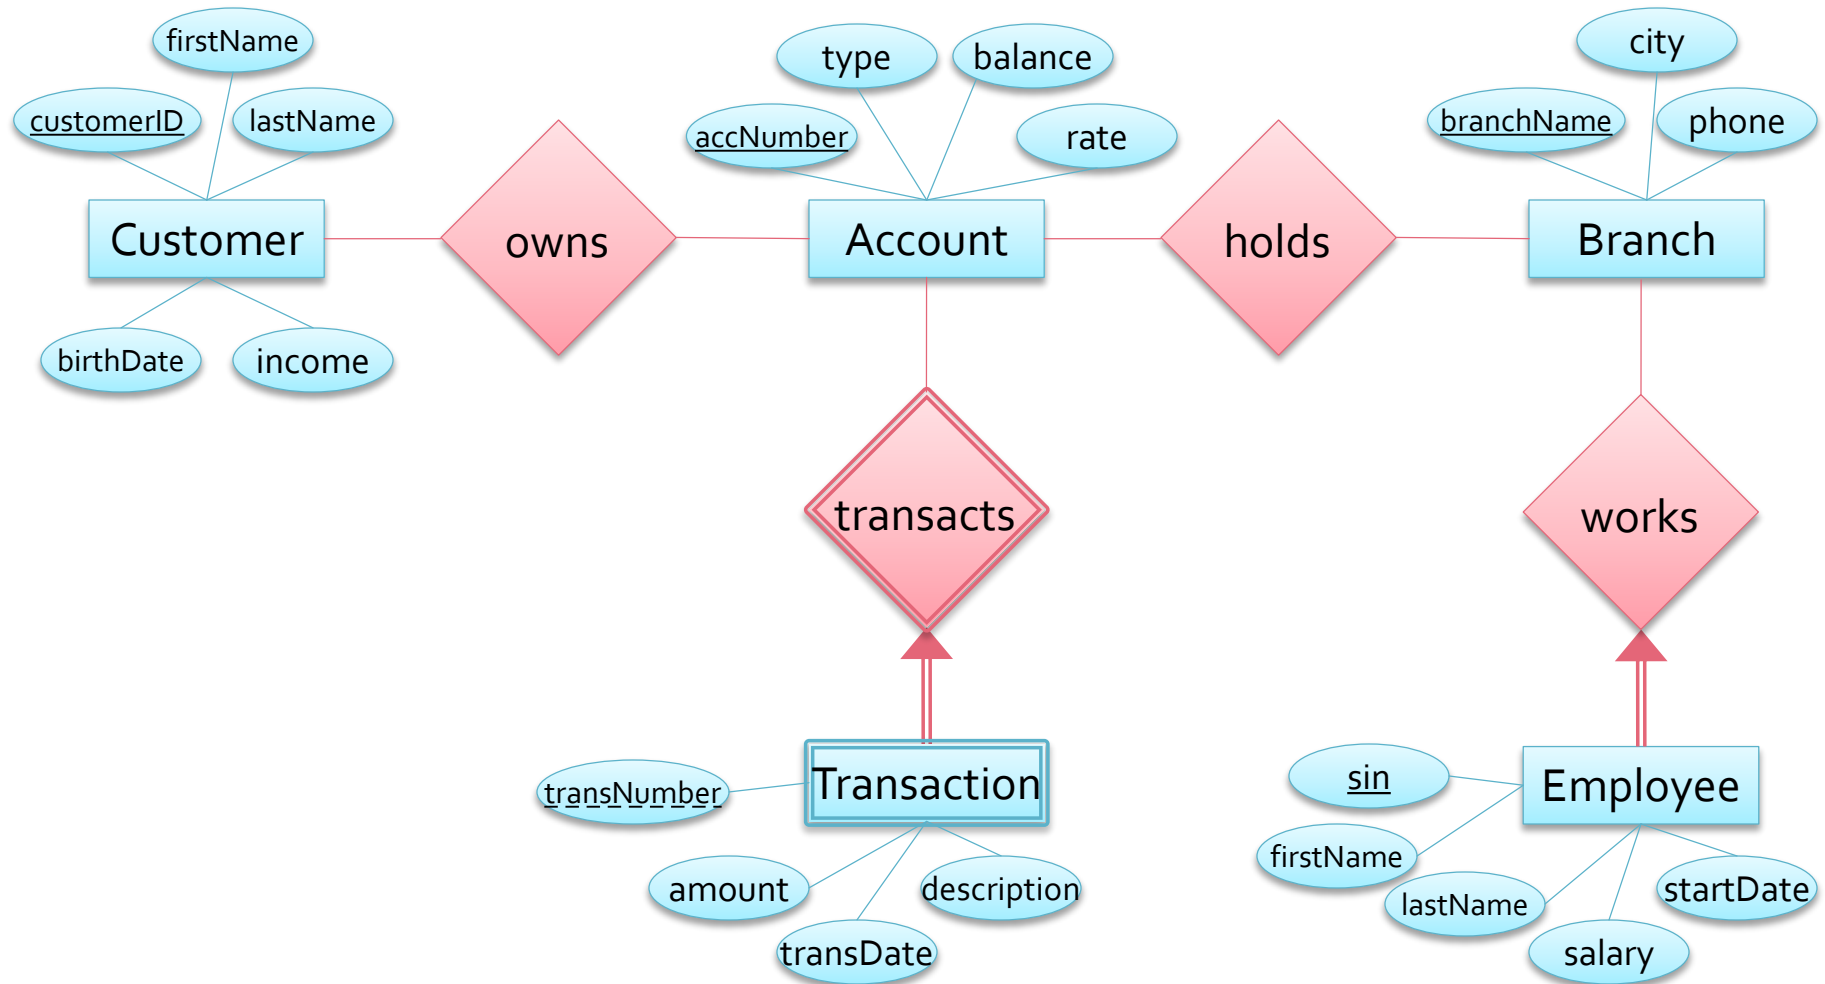 firstName
customerID
lastName
Customer
birthDate
income
owns
type
balance
accNumber
rate
Account
holds
city
branchName
phone
Branch
transacts
works
transNumber
Transaction
amount
description
transDate
sin
Employee
firstName
lastName
startDate
salary